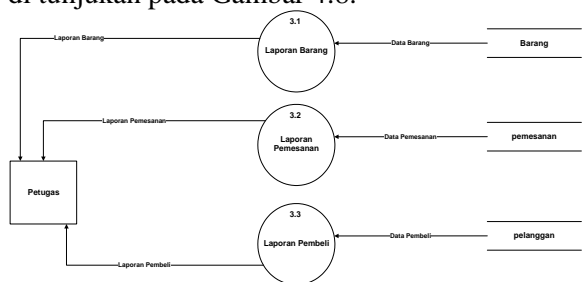 di tunjukan pada Gambar 4.8.
3.1
Laporan Barang
Data Barang
Barang
Laporan Barang
3.2
Laporan
Pemesanan
Data Pemesanan
pemesanan
Laporan Pemesanan
Petugas
3.3
Laporan Pembeli
Data Pembeli
pelanggan
Laporan Pembeli